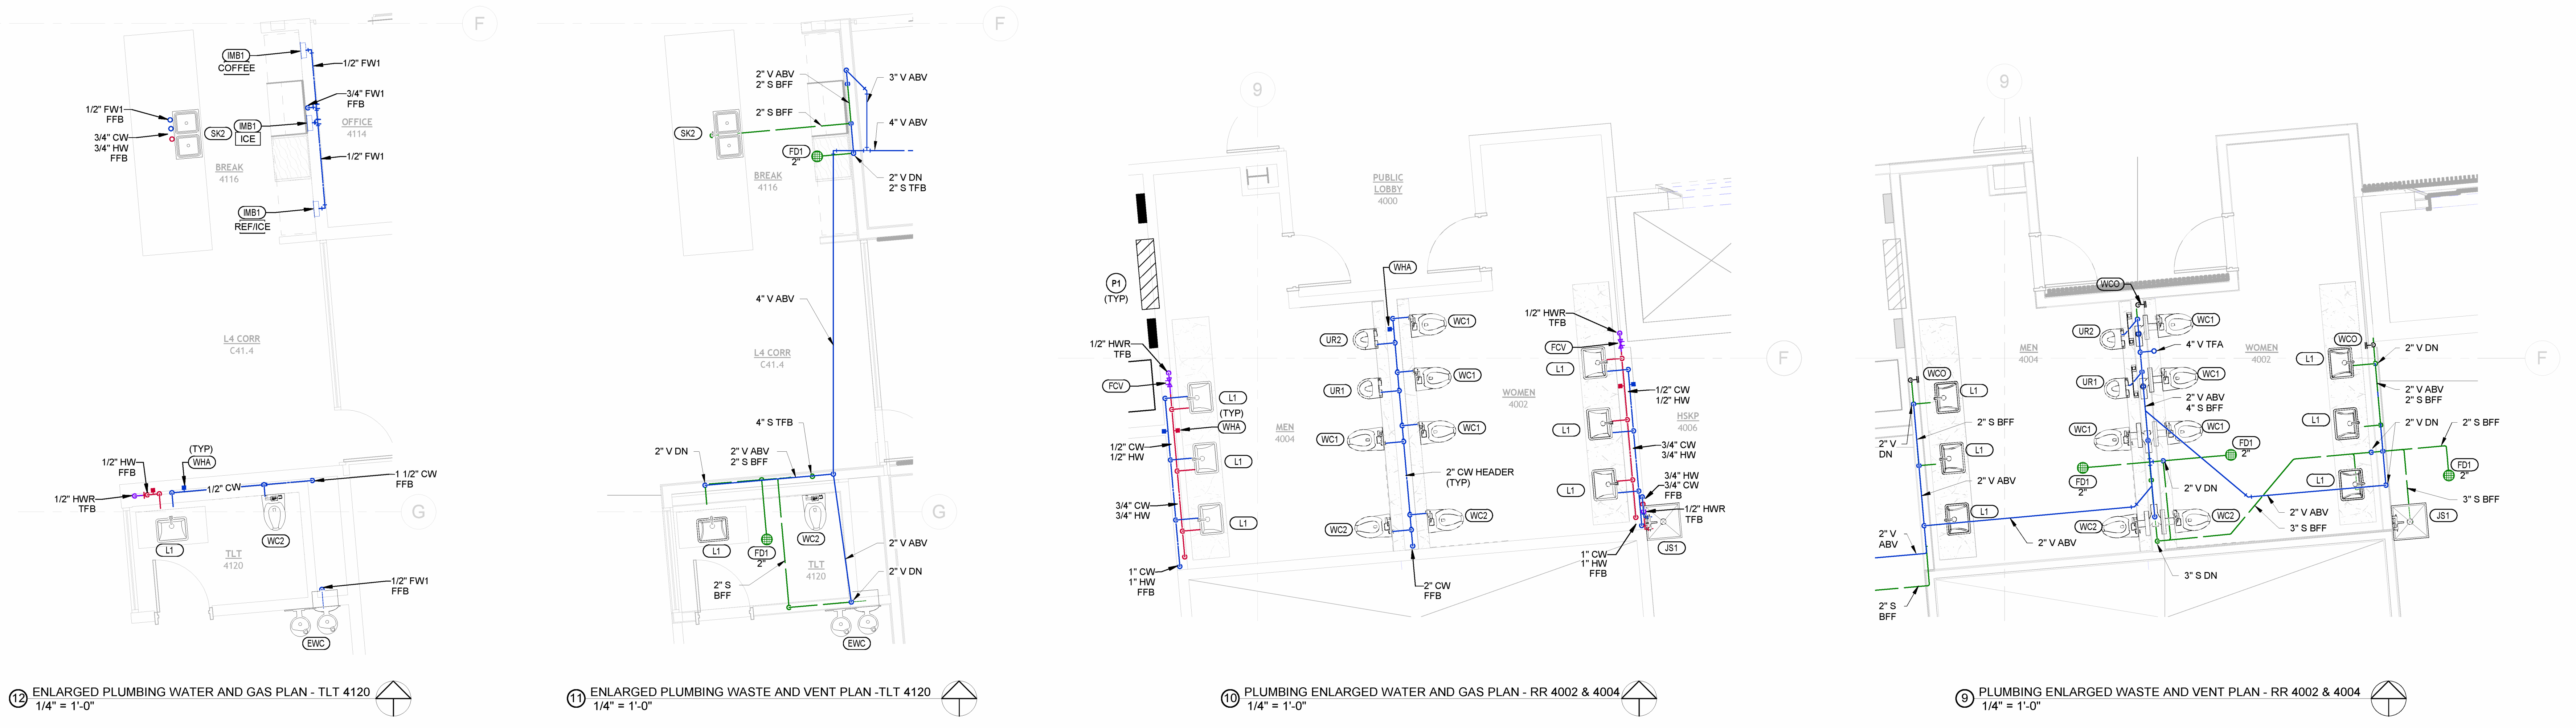 F
IMB1
COFFEE
1/2" FW1
3/4" FW1
FFB
1/2" FW1
FFB
3/4" CW
3/4" HW
FFB
SK2
IMB1
ICE
OFFICE
4114
1/2" FW1
BREAK
4116
IMB1
REF/ICE
L4 CORR
C41.4
(TYP)
WHA
1/2" HW
FFB
1/2" HWR
TFB
1/2" CW
1 1/2" CW
FFB
G
L1
WC2
TLT
4120
1/2" FW1
FFB
EWC
12
ENLARGED PLUMBING WATER AND GAS PLAN - TLT 4120
1/4" = 1'-0"
F
2" V ABV
2" S BFF
3" V ABV
2" S BFF
4" V ABV
SK2
FD1
2"
BREAK
4116
2" V DN
2" S TFB
4" V ABV
L4 CORR
C41.4
4" S TFB
2" V DN
2" V ABV
2" S BFF
G
L1
FD1
2"
WC2
2" V ABV
TLT
4120
2" V DN
2" S
BFF
EWC
11
ENLARGED PLUMBING WASTE AND VENT PLAN -TLT 4120
1/4" = 1'-0"
9
PUBLIC
LOBBY
4000
P1
(TYP)
WHA
WC1
1/2" HWR
TFB
UR2
FCV
1/2" HWR
TFB
F
FCV
L1
WC1
UR1
1/2" CW
1/2" HW
L1
(TYP)
WHA
WOMEN
4002
HSKP
4006
MEN
4004
WC1
WC1
L1
1/2" CW
1/2" HW
3/4" CW
3/4" HW
L1
2" CW HEADER
(TYP)
3/4" HW
3/4" CW
FFB
L1
3/4" CW
3/4" HW
L1
WC2
WC2
1/2" HWR
TFB
JS1
1" CW
1" HW
FFB
1" CW
1" HW
FFB
2" CW
FFB
10
PLUMBING ENLARGED WATER AND GAS PLAN - RR 4002 & 4004
1/4" = 1'-0"
9
WCO
UR2
WC1
WCO
MEN
4004
4" V TFA
WOMEN
4002
2" V DN
L1
F
WCO
UR1
WC1
L1
2" V ABV
4" S BFF
2" V ABV
2" S BFF
2" S BFF
WC1
WC1
L1
2" V DN
2" S BFF
2" V
DN
L1
FD1
2"
FD1
2"
FD1
2"
2" V ABV
2" V DN
L1
3" S BFF
L1
2" V ABV
WC2
WC2
JS1
2" V
ABV
2" V ABV
3" S BFF
3" S DN
2" S
BFF
9
PLUMBING ENLARGED WASTE AND VENT PLAN - RR 4002 & 4004
1/4" = 1'-0"